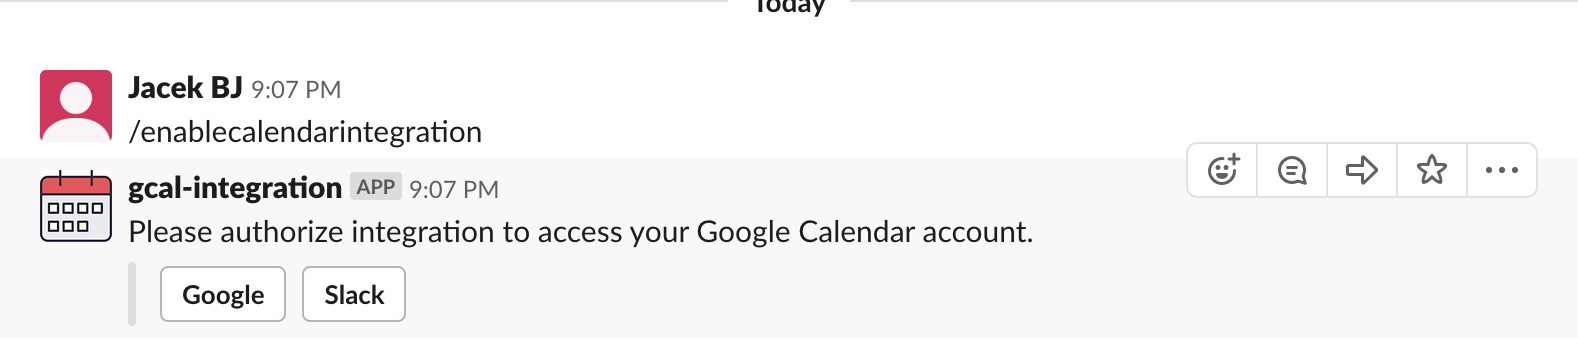 Today
Jacek BJ 9:07 PM
/enablecalendarintegration
gcal-integration APP 9:07 PM
Please authorize integration to access your Google Calendar account.
Google Slack